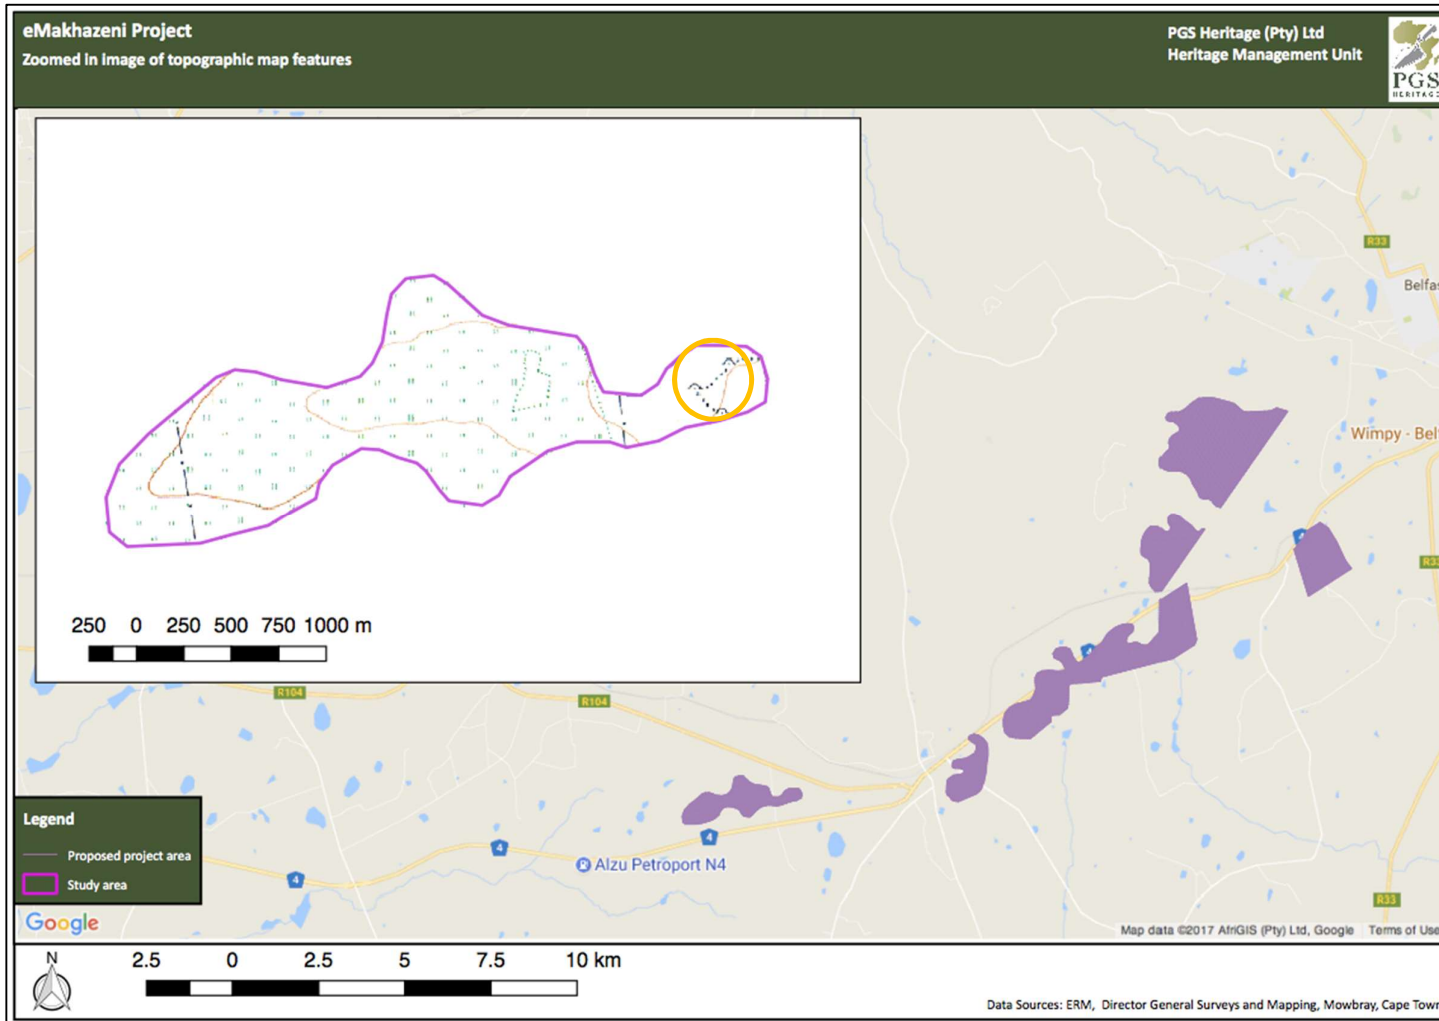 eMakhazeni Project
Zoomed in image of topographic map features
PGS Heritage (Pty) Ltd
Heritage Management Unit
PGS
HERITAGE
R33
Belfas
250 0 250 500 750 1000 m
Wimpy - Bel
4
R33
4
R104
R104
4
4
Alzu Petroport N4
4
R33
Legend
Proposed project area
Study area
Google
Map data ©2017 AfriGIS (Pty) Ltd, Google Terms of Use
N
2.5 0 2.5 5 7.5 10 km
Data Sources: ERM, Director General Surveys and Mapping, Mowbray, Cape Town